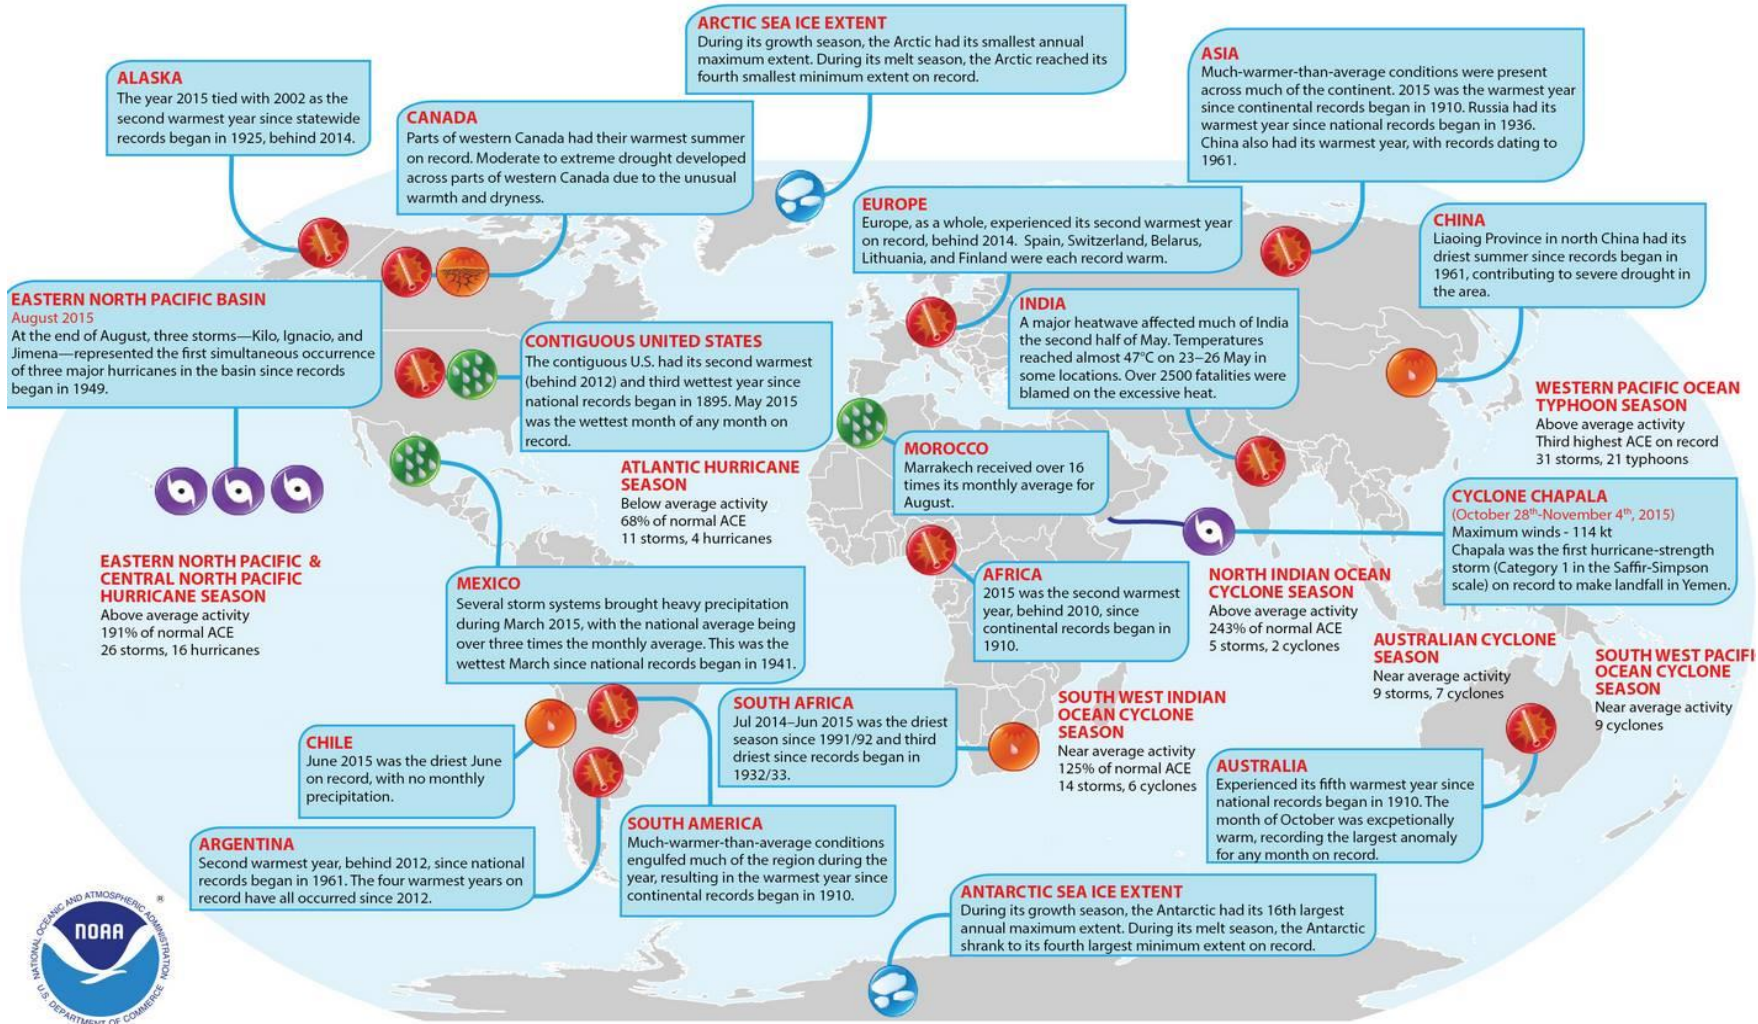 ARCTIC SEA ICE EXTENT
During its growth season, the Arctic had its smallest annual
maximum extent. During its melt season, the Arctic reached its
fourth smallest minimum extent on record.
ALASKA
The year 2015 tied with 2002 as the
second warmest year since statewide
records began in 1925, behind 2014.
CANADA
Parts of western Canada had their warmest summer
on record. Moderate to extreme drought developed
across parts of western Canada due to the unusual
warmth and dryness.
ASIA
Much-warmer-than-average conditions were present
across much of the continent. 2015 was the warmest year
since continental records began in 1910. Russia had its
warmest year since national records began in 1936.
China also had its warmest year, with records dating to
1961.
EUROPE
Europe, as a whole, experienced its second warmest year
on record, behind 2014. Spain, Switzerland, Belarus,
Lithuania, and Finland were each record warm.
CHINA
Liaoing Province in north China had its
driest summer since records began in
1961, contributing to severe drought in
the area.
EASTERN NORTH PACIFIC BASIN
August 2015
At the end of August, three storms—Kilo, Ignacio, and
Jimena—represented the first simultaneous occurrence
of three major hurricanes in the basin since records
began in 1949.
CONTIGUOUS UNITED STATES
The contiguous U.S. had its second warmest
(behind 2012) and third wettest year since
national records began in 1895. May 2015
was the wettest month of any month on
record.
INDIA
A major heatwave affected much of India
the second half of May. Temperatures
reached almost 47°C on 23–26 May in
some locations. Over 2500 fatalities were
blamed on the excessive heat.
WESTERN PACIFIC OCEAN
TYPHOON SEASON
Above average activity
Third highest ACE on record
31 storms, 21 typhoons
ATLANTIC HURRICANE
SEASON
Below average activity
68% of normal ACE
11 storms, 4 hurricanes
MOROCCO
Marrakech received over 16
times its monthly average for
August.
CYCLONE CHAPALA
(October 28th-November 4th, 2015)
Maximum winds - 114 kt
Chapala was the first hurricane-strength
storm (Category 1 in the Saffir-Simpson
scale) on record to make landfall in Yemen.
EASTERN NORTH PACIFIC &
CENTRAL NORTH PACIFIC
HURRICANE SEASON
Above average activity
191% of normal ACE
26 storms, 16 hurricanes
MEXICO
Several storm systems brought heavy precipitation
during March 2015, with the national average being
over three times the monthly average. This was the
wettest March since national records began in 1941.
AFRICA
2015 was the second warmest
year, behind 2010, since
continental records began in
1910.
NORTH INDIAN OCEAN
CYCLONE SEASON
Above average activity
243% of normal ACE
5 storms, 2 cyclones
AUSTRALIAN CYCLONE
SEASON
Near average activity
9 storms, 7 cyclones
SOUTH WEST PACIFI
OCEAN CYCLONE
SEASON
Near average activity
9 cyclones
CHILE
June 2015 was the driest June
on record, with no monthly
precipitation.
SOUTH AFRICA
Jul 2014–Jun 2015 was the driest
season since 1991/92 and third
driest since records began in
1932/33.
SOUTH WEST INDIAN
OCEAN CYCLONE
SEASON
Near average activity
125% of normal ACE
14 storms, 6 cyclones
AUSTRALIA
Experienced its fifth warmest year since
national records began in 1910. The
month of October was excpetionally
warm, recording the largest anomaly
for any month on record.
ARGENTINA
Second warmest year, behind 2012, since national
records began in 1961. The four warmest years on
record have all occurred since 2012.
SOUTH AMERICA
Much-warmer-than-average conditions
engulfed much of the region during the
year, resulting in the warmest year since
continental records began in 1910.
ANTARCTIC SEA ICE EXTENT
During its growth season, the Antarctic had its 16th largest
annual maximum extent. During its melt season, the Antarctic
shrank to its fourth largest minimum extent on record.
NATIONAL OCEANIC AND ATMOSPHERIC ADMINISTRATION
®
NOAA
U.S. DEPARTMENT OF COMMERCE